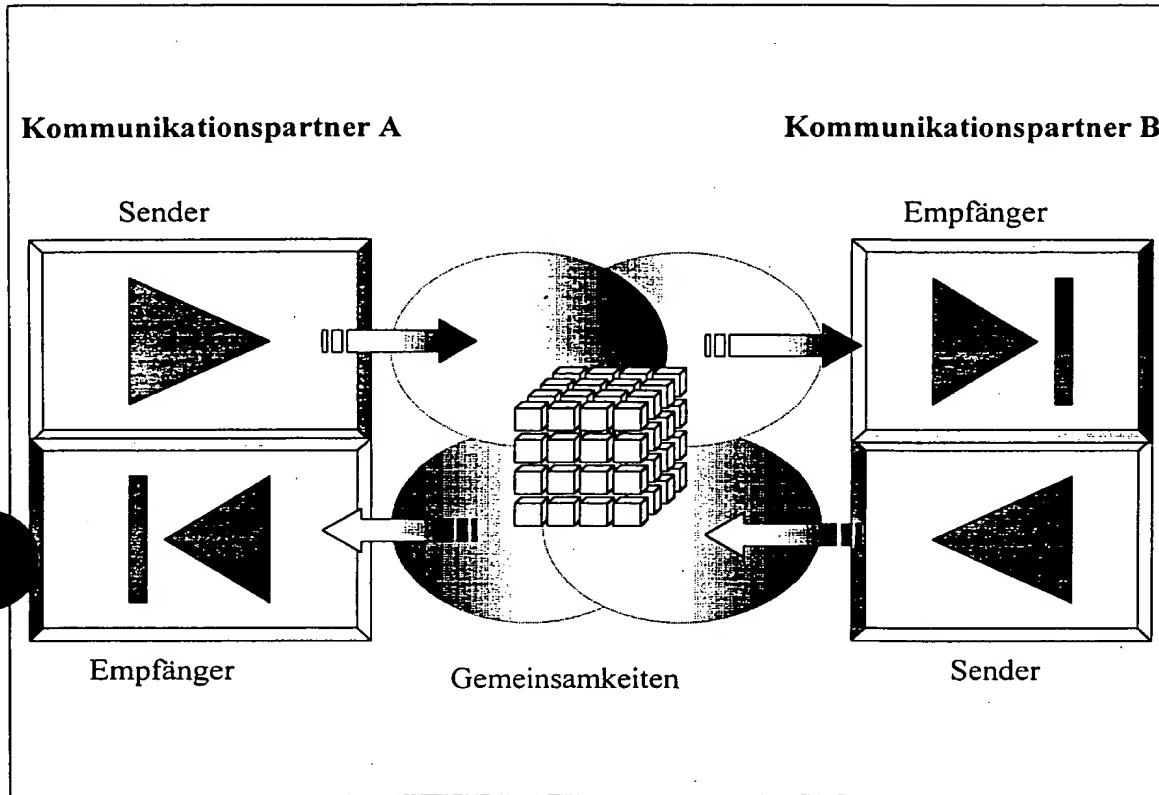 Kommunikationspartner A
Kommunikationspartner B
Sender
Empfänger
Empfänger
Gemeinsamkeiten
Sender